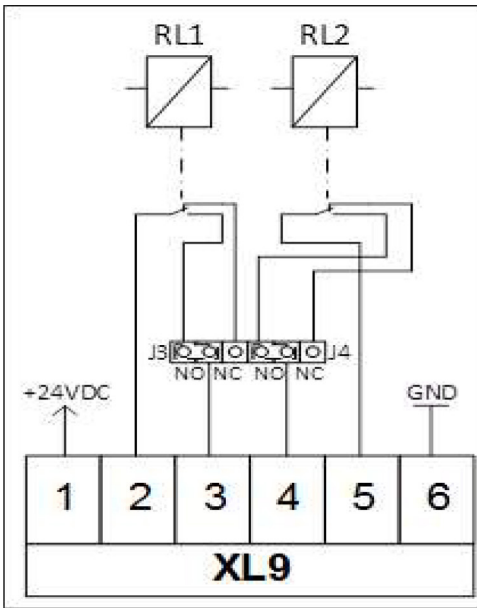 RL1 RL2
J3 J4
NO NC NO NC
+24VDC GND
1 2 3 4 5 6
XL9